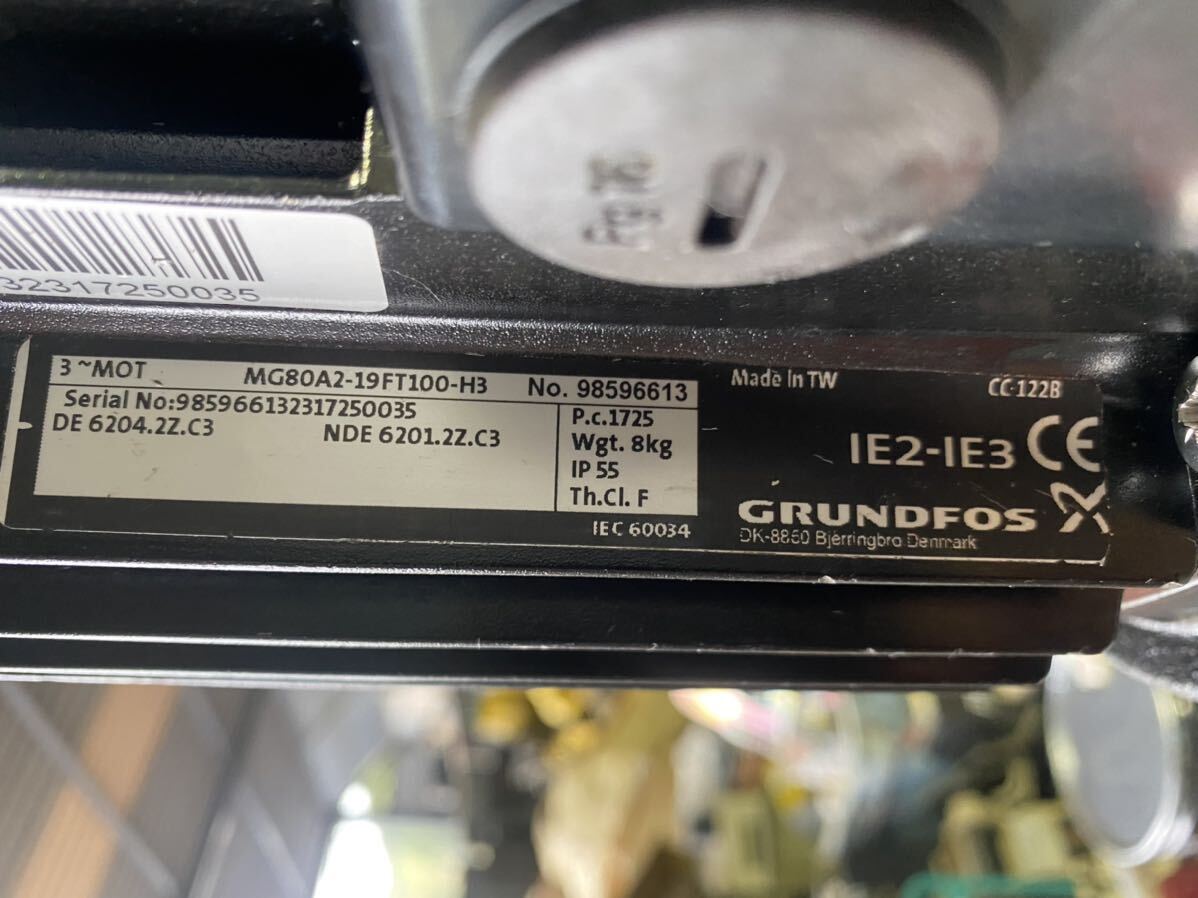 Pg16
32317250035
3 ~MOT MG80A2-19FT100-H3 No. 98596613
Serial No:985966132317250035
DE 6204.2Z.C3 NDE 6201.2Z.C3
P.c.1725
Wgt. 8kg
IP 55
Th.Cl. F
IEC 60034
Made In TW CC-122B
IE2-IE3 CE
GRUNDFOS
DK-8850 Bjerringbro Denmark